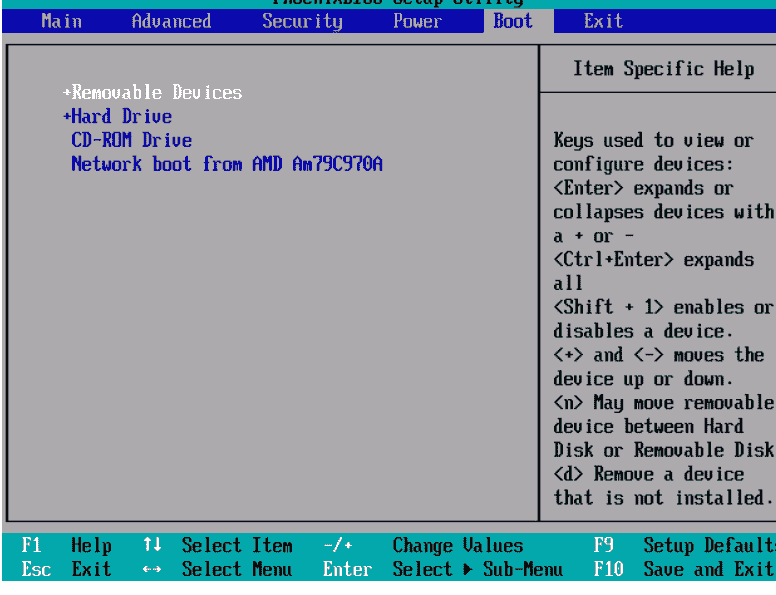 PhoenixBIOS Setup Utility
Main Advanced Security Power Boot Exit
+Removable Devices
+Hard Drive
CD-ROM Drive
Network boot from AMD Am79C970A
Item Specific Help
Keys used to view or
configure devices:
<Enter> expands or
collapses devices with
a + or -
<Ctrl+Enter> expands
all
<Shift + 1> enables or
disables a device.
<+> and <-> moves the
device up or down.
<n> May move removable
device between Hard
Disk or Removable Disk
<d> Remove a device
that is not installed.
F1 Help ↑↓ Select Item -/+ Change Values F9 Setup Defaults
Esc Exit ↔ Select Menu Enter Select ▶ Sub-Menu F10 Save and Exit